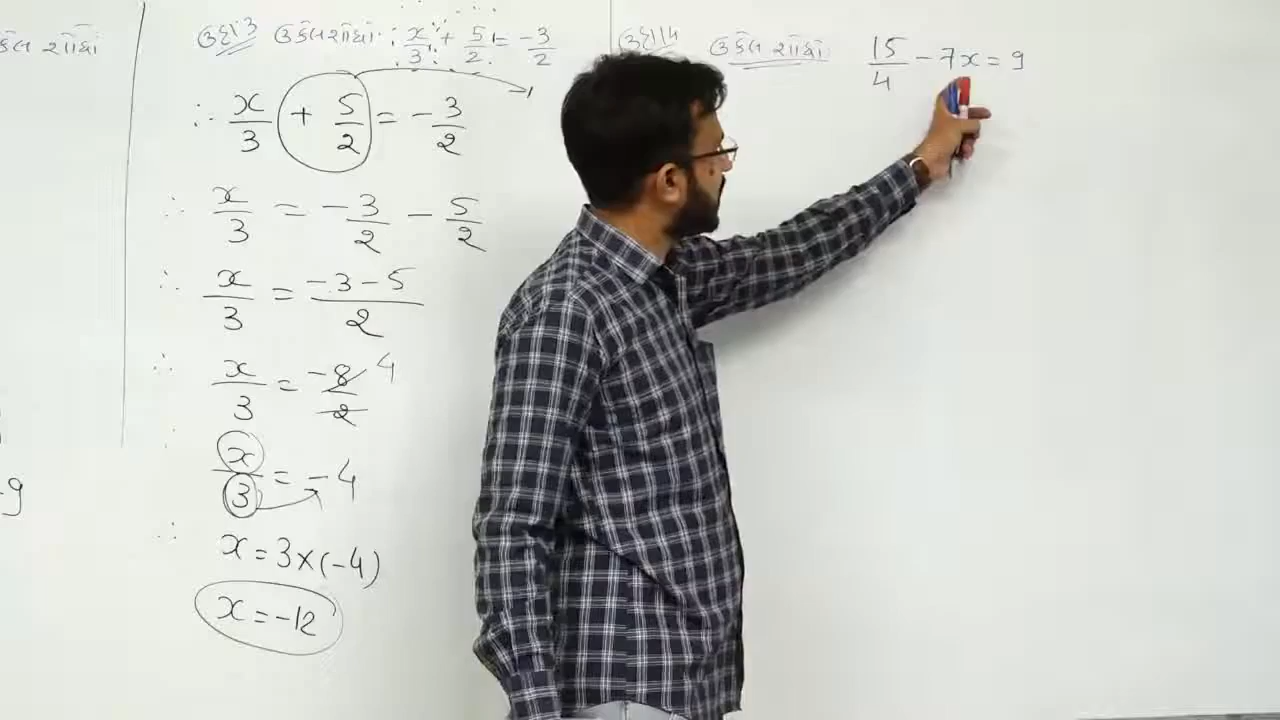 કેલ શોધો
9
ઉદા 3 ઉકેલ શોધો: x/3 + 5/2 = -3/2
∴ x/3 + 5/2 = -3/2
∴ x/3 = -3/2 - 5/2
∴ x/3 = -3-5/2
∴ x/3 = -8/2 4
∴ x/3 = -4
∴ x = 3×(-4)
x = -12
ઉદા 4 ઉકેલ શોધો: 15/4 - 7x = 9